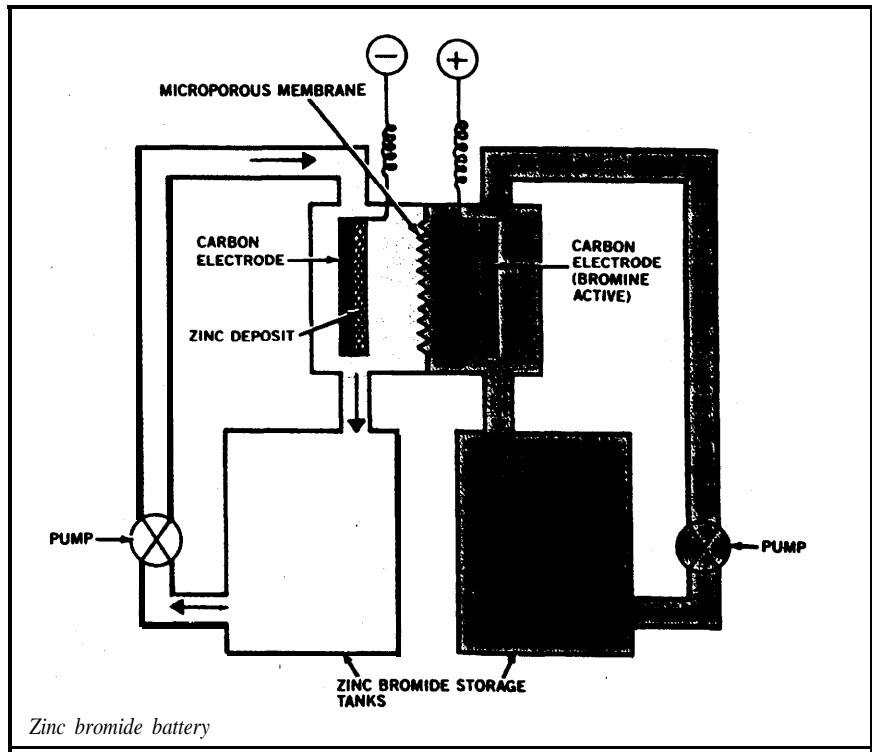 − +
MICROPOROUS MEMBRANE
CARBON
ELECTRODE
CARBON
ELECTRODE
(BROMINE
ACTIVE)
ZINC DEPOSIT
PUMP
PUMP
ZINC BROMIDE STORAGE
TANKS
Zinc bromide battery